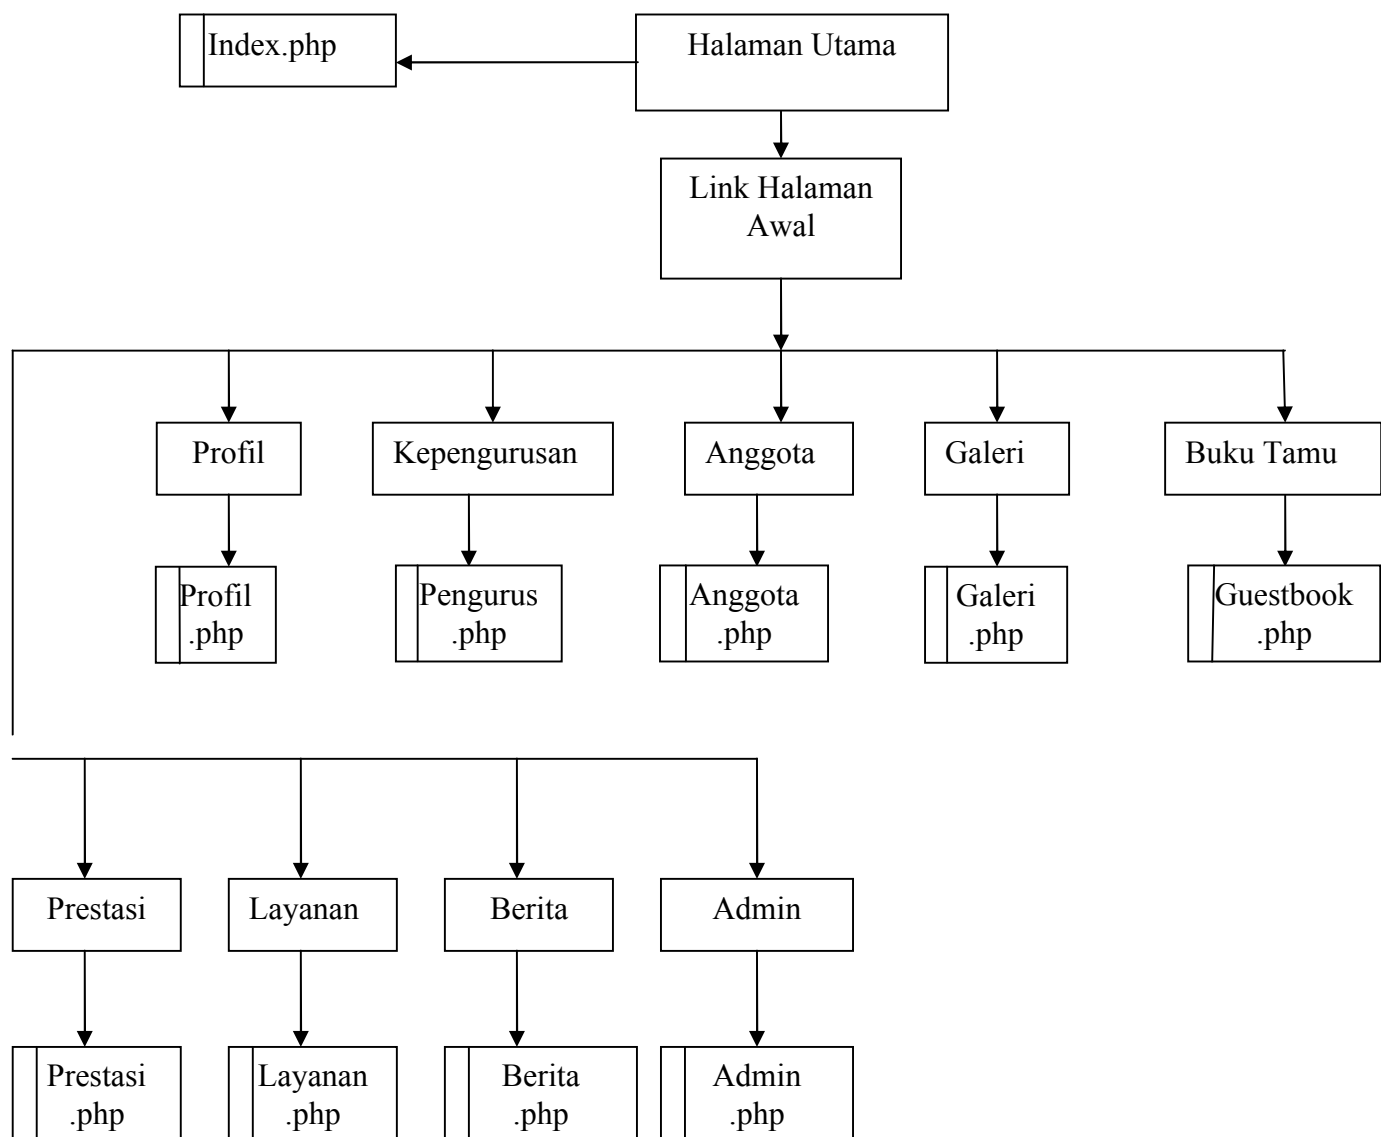 Index.php
Halaman Utama
Link Halaman
Awal
Profil
Kepengurusan
Anggota
Galeri
Buku Tamu
Profil
.php
Pengurus
.php
Anggota
.php
Galeri
.php
Guestbook
.php
Prestasi
Layanan
Berita
Admin
Prestasi
.php
Layanan
.php
Berita
.php
Admin
.php